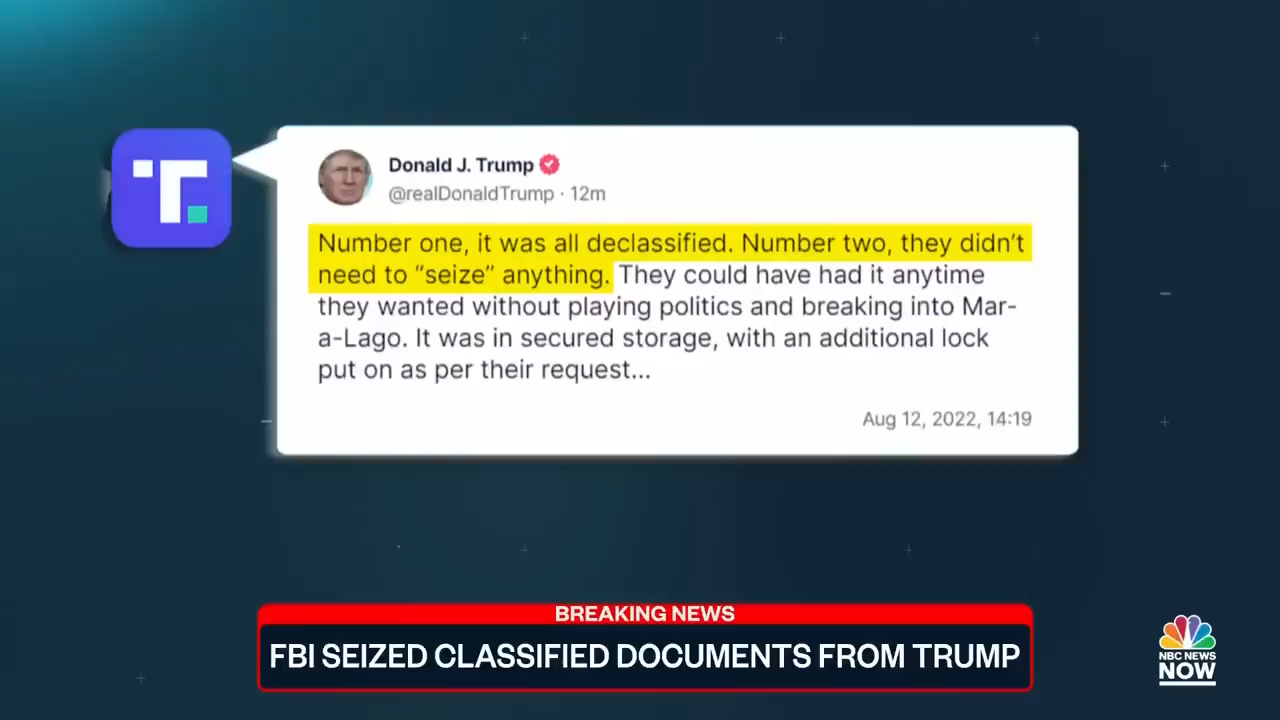 Donald J. Trump
@realDonaldTrump · 12m
Number one, it was all declassified. Number two, they didn’t
need to “seize” anything. They could have had it anytime
they wanted without playing politics and breaking into Mar-
a-Lago. It was in secured storage, with an additional lock
put on as per their request...
Aug 12, 2022, 14:19
BREAKING NEWS
FBI SEIZED CLASSIFIED DOCUMENTS FROM TRUMP
NBC NEWS
NOW